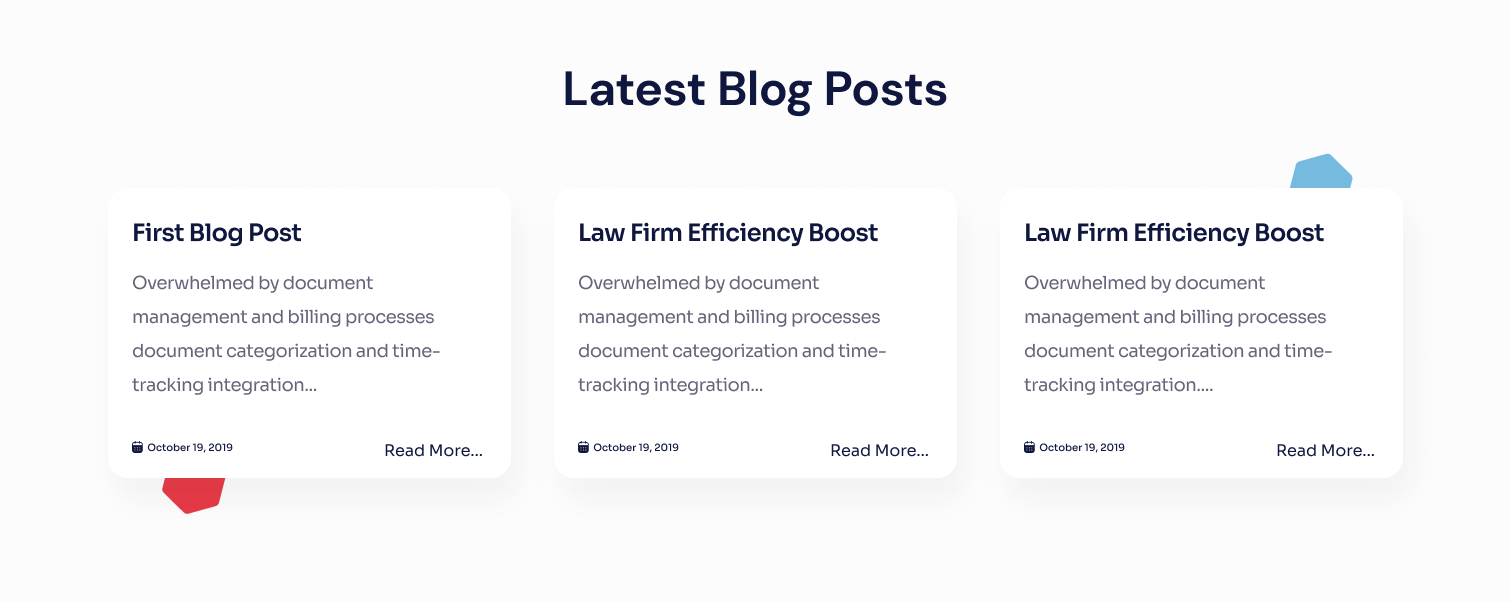 Latest Blog Posts
First Blog Post
Overwhelmed by document
management and billing processes
document categorization and time-
tracking integration...
October 19, 2019
Read More...
Law Firm Efficiency Boost
Overwhelmed by document
management and billing processes
document categorization and time-
tracking integration...
October 19, 2019
Read More...
Law Firm Efficiency Boost
Overwhelmed by document
management and billing processes
document categorization and time-
tracking integration....
October 19, 2019
Read More...